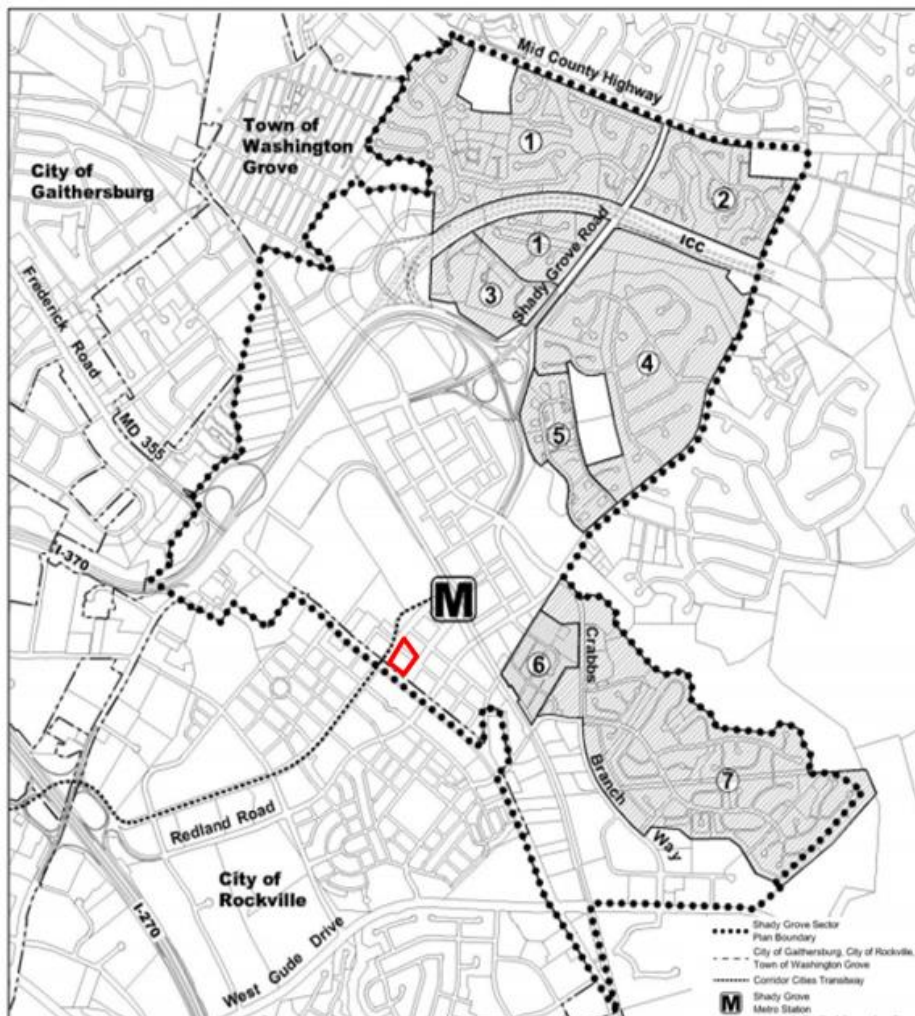 Mid County Highway
Town of
Washington
Grove
City of
Gaithersburg
1
2
ICC
1
Shady Grove Road
3
Frederick Road
4
MD 355
5
I-370
M
6
Crabbs
Branch
Way
7
Redland Road
City of
Rockville
I-270
West Gude Drive
Shady Grove Sector
Plan Boundary
City of Gaithersburg, City of Rockville,
Town of Washington Grove
Corridor Cities Transitway
M
Shady Grove
Metro Station